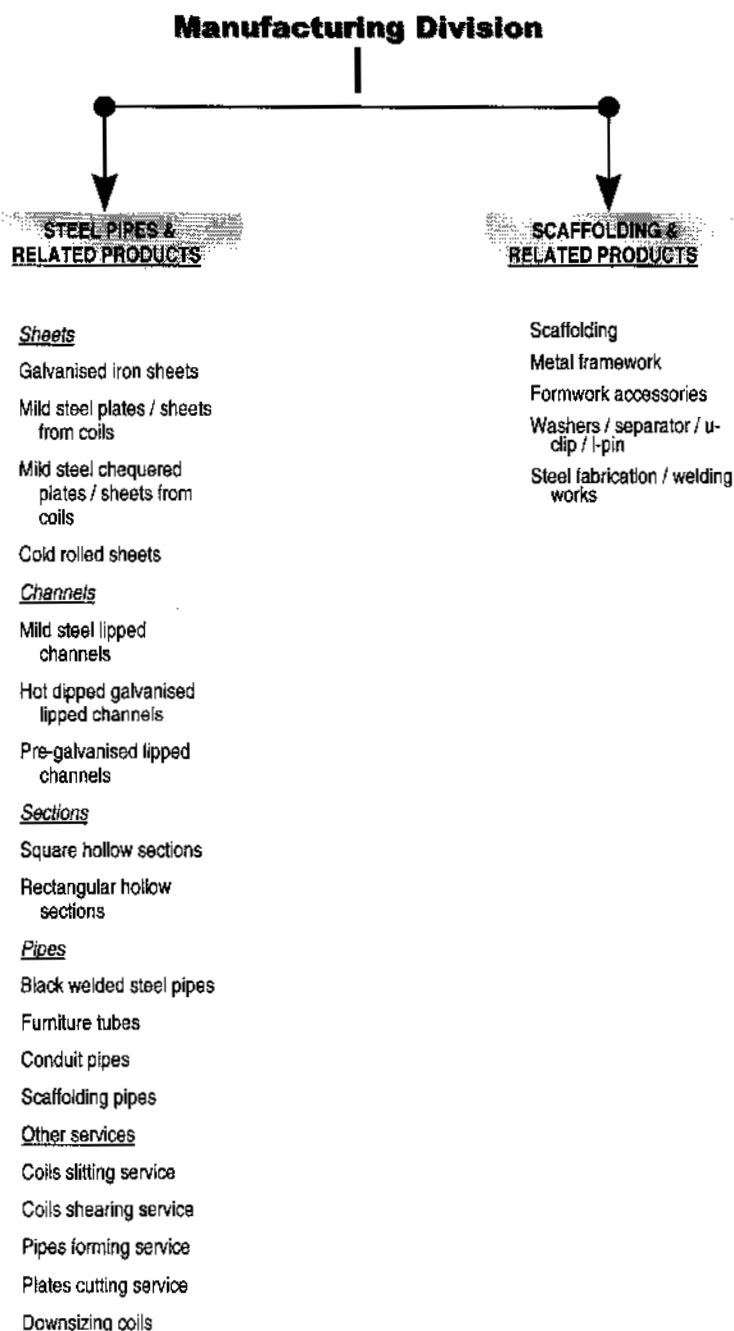 Manufacturing Division
STEEL PIPES &
RELATED PRODUCTS
Sheets
Galvanised iron sheets
Mild steel plates / sheets
from coils
Mild steel chequered
plates / sheets from
coils
Cold rolled sheets
Channels
Mild steel lipped
channels
Hot dipped galvanised
lipped channels
Pre-galvanised lipped
channels
Sections
Square hollow sections
Rectangular hollow
sections
Pipes
Black welded steel pipes
Furniture tubes
Conduit pipes
Scaffolding pipes
Other services
Coils slitting service
Coils shearing service
Pipes forming service
Plates cutting service
Downsizing coils
SCAFFOLDING &
RELATED PRODUCTS
Scaffolding
Metal framework
Formwork accessories
Washers / separator / u-
clip / l-pin
Steel fabrication / welding
works